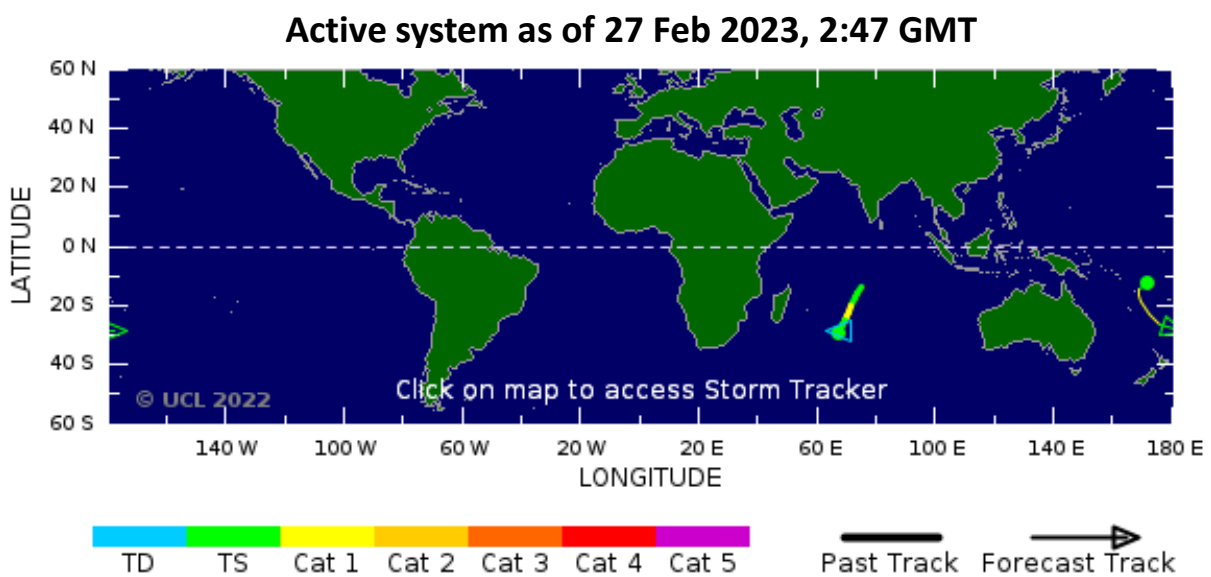 Active system as of 27 Feb 2023, 2:47 GMT
60 N
40 N
20 N
0 N
20 S
40 S
60 S
LATITUDE
Click on map to access Storm Tracker
© UCL 2022
140 W 100 W 60 W 20 W 20 E 60 E 100 E 140 E 180 E
LONGITUDE
TD TS Cat 1 Cat 2 Cat 3 Cat 4 Cat 5 Past Track Forecast Track